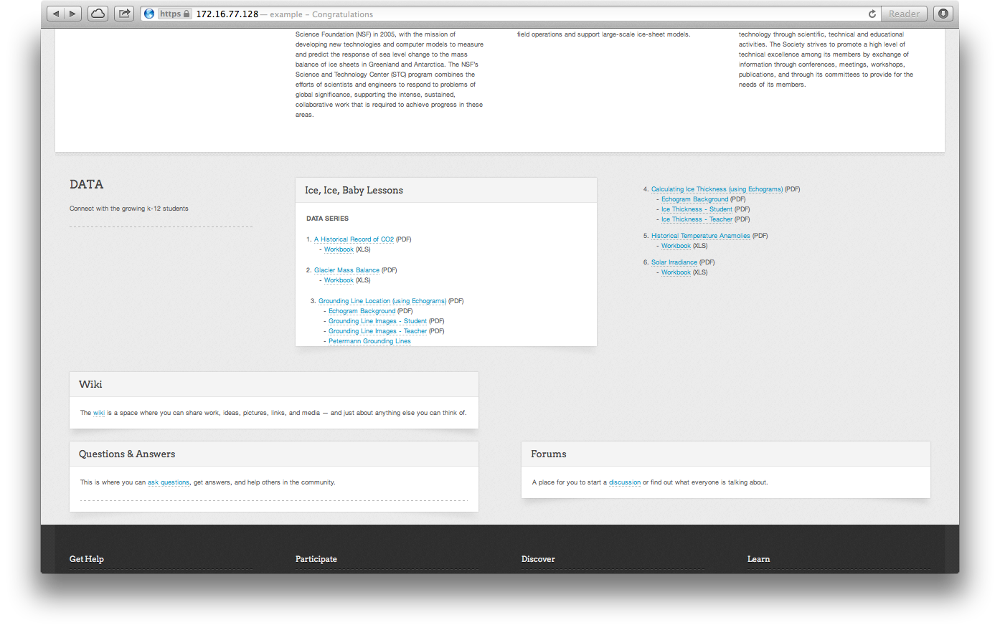 https 172.16.77.128 — example – Congratulations
Reader
Science Foundation (NSF) in 2005, with the mission of
developing new technologies and computer models to measure
and predict the response of sea level change to the mass
balance of ice sheets in Greenland and Antarctica. The NSF's
Science and Technology Center (STC) program combines the
efforts of scientists and engineers to respond to problems of
global significance, supporting the intense, sustained,
collaborative work that is required to achieve progress in these
areas.
field operations and support large-scale ice-sheet models.
technology through scientific, technical and educational
activities. The Society strives to promote a high level of
technical excellence among its members by exchange of
information through conferences, meetings, workshops,
publications, and through its committees to provide for the
needs of its members.
DATA
Connect with the growing k-12 students
Ice, Ice, Baby Lessons
DATA SERIES
1. A Historical Record of CO2 (PDF)
- Workbook (XLS)
2. Glacier Mass Balance (PDF)
- Workbook (XLS)
3. Grounding Line Location (using Echograms) (PDF)
- Echogram Background (PDF)
- Grounding Line Images - Student (PDF)
- Grounding Line Images - Teacher (PDF)
- Petermann Grounding Lines
4. Calculating Ice Thickness (using Echograms) (PDF)
- Echogram Background (PDF)
- Ice Thickness - Student (PDF)
- Ice Thickness - Teacher (PDF)
5. Historical Temperature Anamolies (PDF)
- Workbook (XLS)
6. Solar Irradiance (PDF)
- Workbook (XLS)
Wiki
The wiki is a space where you can share work, ideas, pictures, links, and media — and just about anything else you can think of.
Questions & Answers
This is where you can ask questions, get answers, and help others in the community.
Forums
A place for you to start a discussion or find out what everyone is talking about.
Get Help
Participate
Discover
Learn